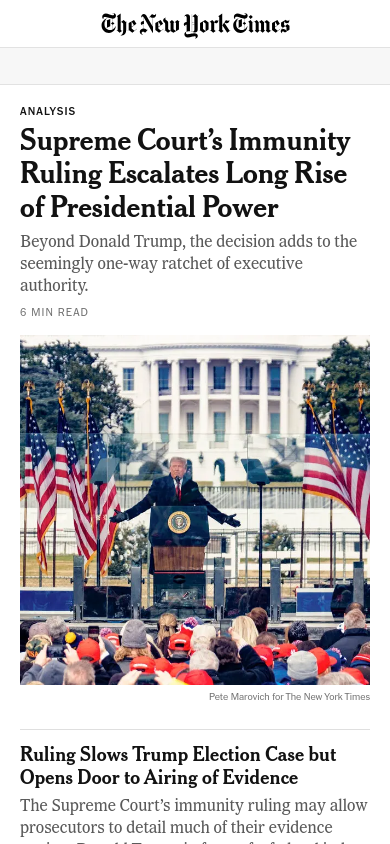 The New York Times
ANALYSIS
Supreme Court’s Immunity
Ruling Escalates Long Rise
of Presidential Power
Beyond Donald Trump, the decision adds to the
seemingly one-way ratchet of executive
authority.
6 MIN READ
Pete Marovich for The New York Times
Ruling Slows Trump Election Case but
Opens Door to Airing of Evidence
The Supreme Court’s immunity ruling may allow
prosecutors to detail much of their evidence